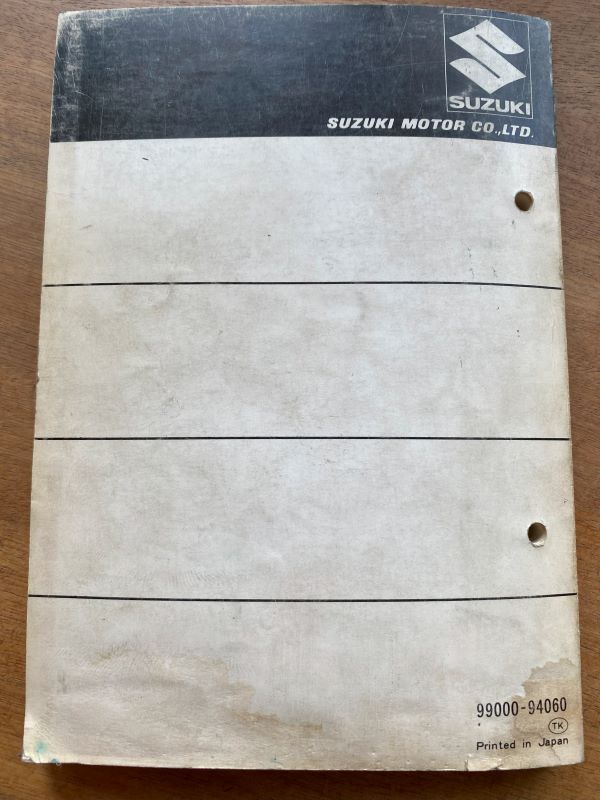 SUZUKI
SUZUKI MOTOR CO.,LTD.
99000-94060
TK
Printed in Japan